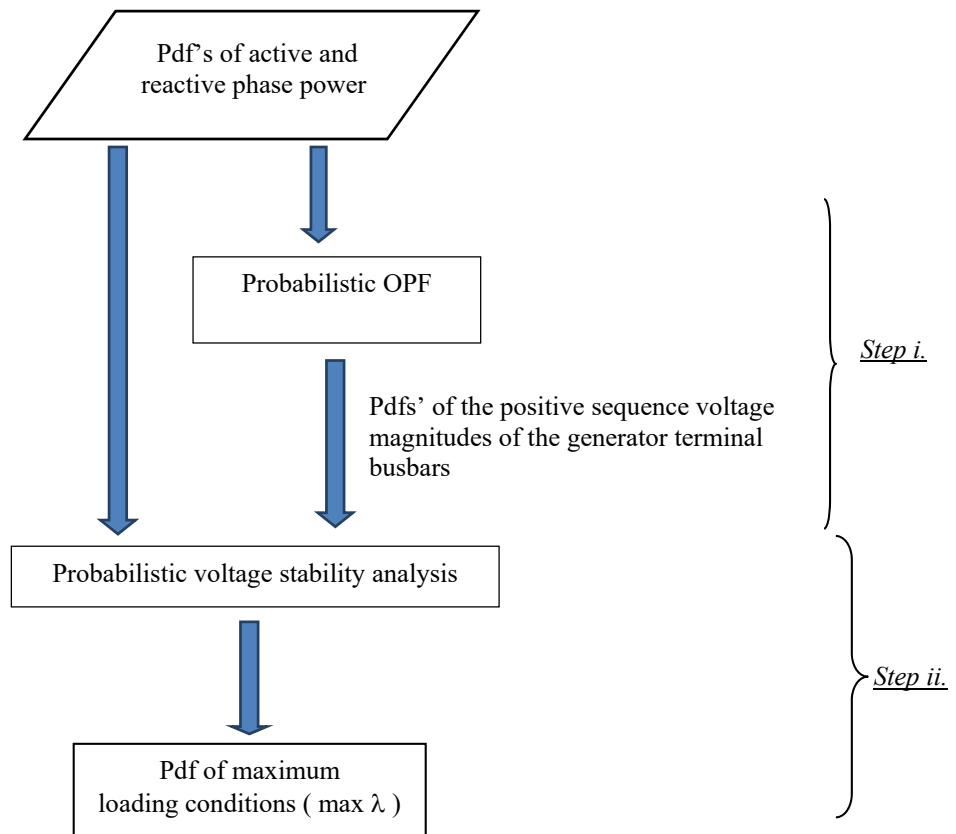 Pdf’s of active and
reactive phase power
Probabilistic OPF
Step i.
Pdfs’ of the positive sequence voltage
magnitudes of the generator terminal
busbars
Probabilistic voltage stability analysis
Step ii.
Pdf of maximum
loading conditions ( max λ )